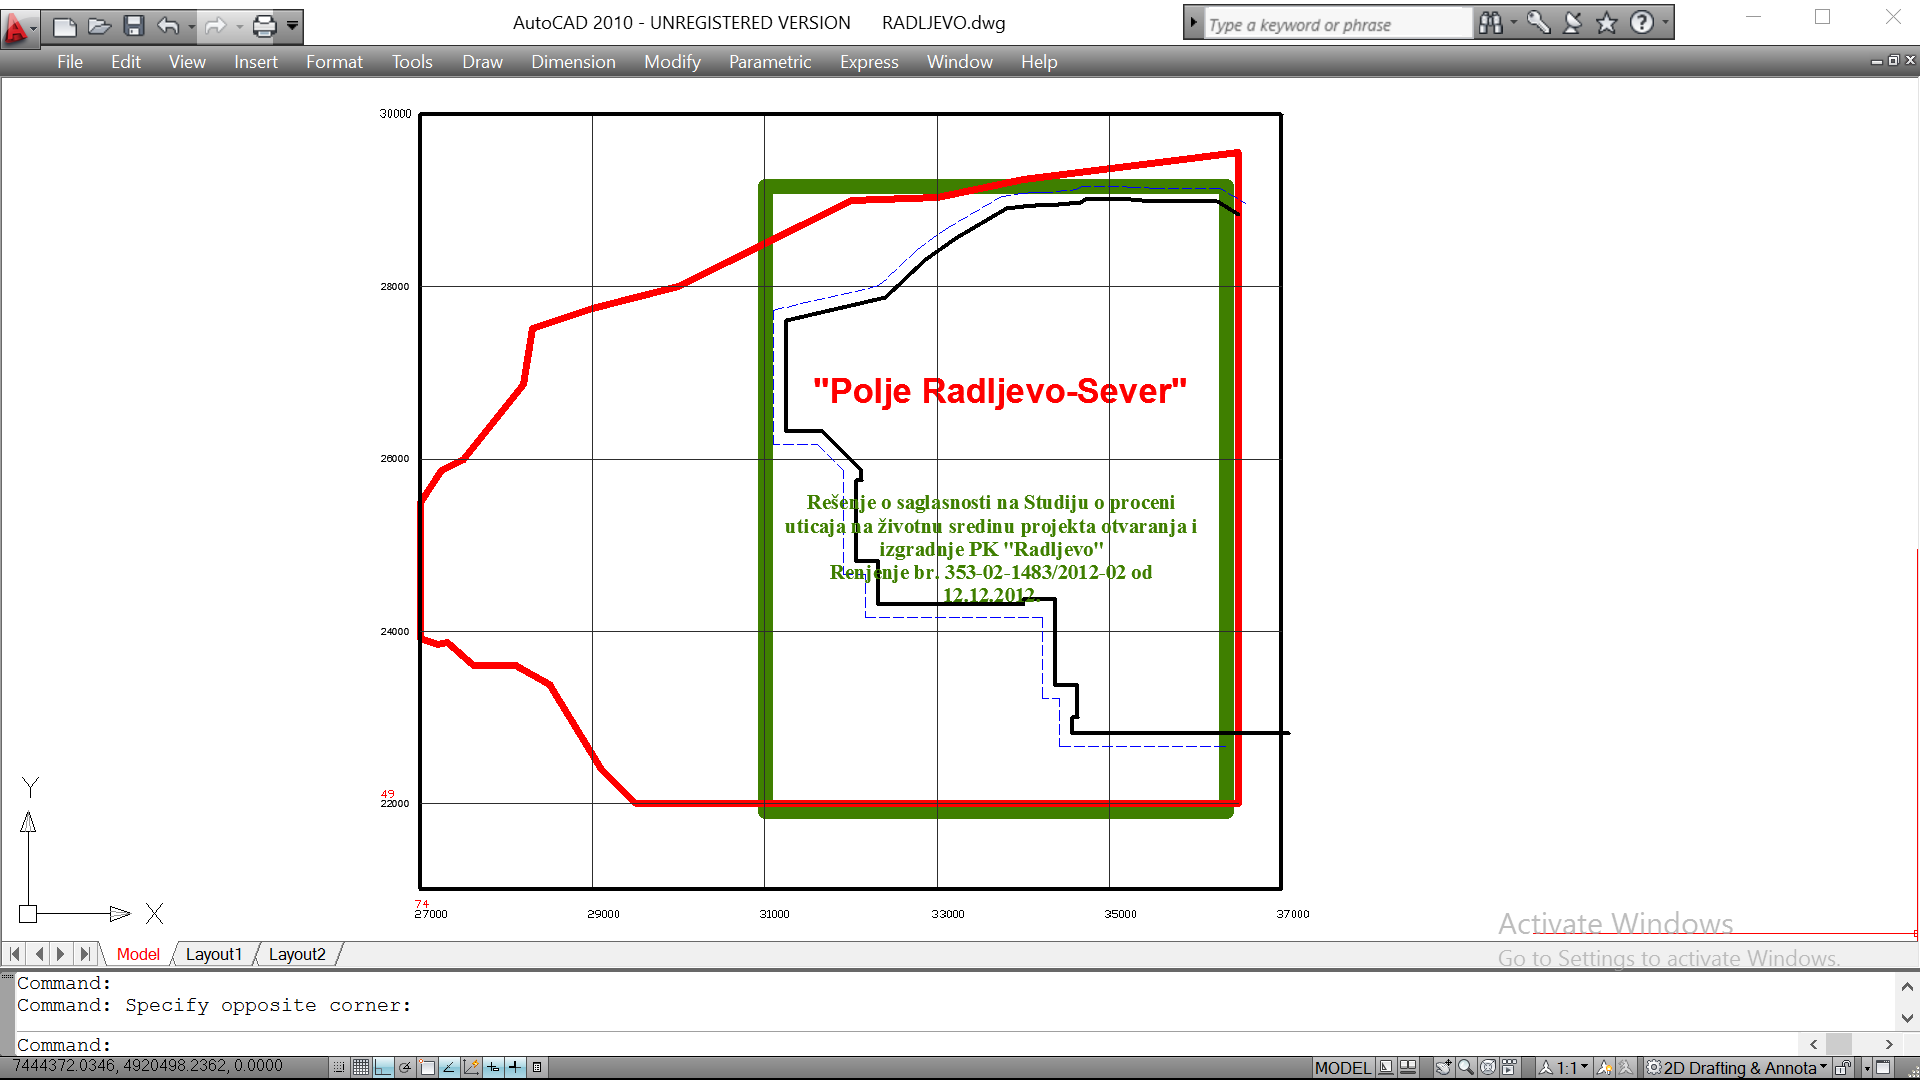 AutoCAD 2010 - UNREGISTERED VERSION RADLJEVO.dwg
Type a keyword or phrase
File Edit View Insert Format Tools Draw Dimension Modify Parametric Express Window Help
30000
28000
"Polje Radljevo-Sever"
26000
Rešenje o saglasnosti na Studiju o proceni
uticaja na životnu sredinu projekta otvaranja i
izgradnje PK "Radljevo"
Renjenje br. 353-02-1483/2012-02 od
12.12.2012.
24000
Y
49
22000
X
74
27000 29000 31000 33000 35000 37000
Activate Windows
Go to Settings to activate Windows.
Model Layout1 Layout2
Command:
Command: Specify opposite corner:
Command:
7444372.0346, 4920498.2362, 0.0000 MODEL 1:1 2D Drafting & Annota